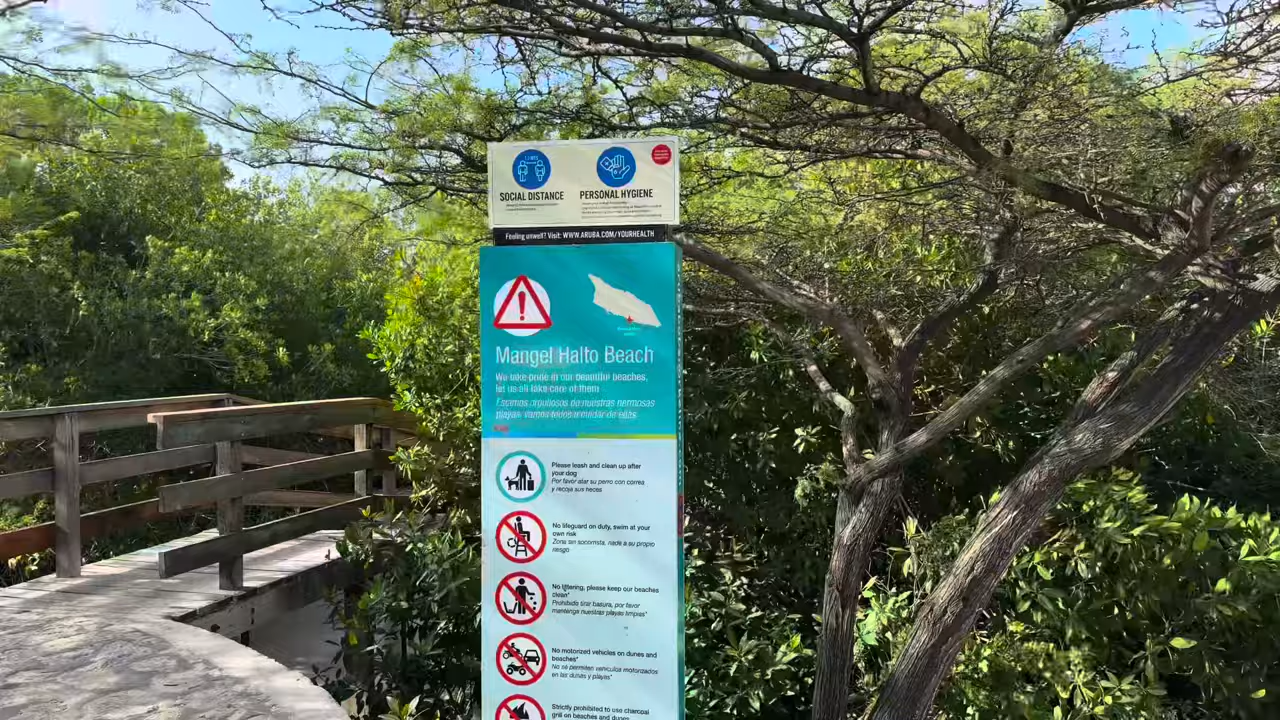 SOCIAL DISTANCE
PERSONAL HYGIENE
Feeling unwell? Visit: WWW.ARUBA.COM/YOURHEALTH
Mangel Halto Beach
We take pride in our beautiful beaches,
let us all take care of them
Estamos orgullosos de nuestras hermosas
playas, vamos todos a cuidar de ellas
Please leash and clean up after
your dog
Por favor atar su perro con correa
y recoja sus heces
No lifeguard on duty, swim at your
own risk
Zona sin socorrista, nade a su propio
riesgo
No littering, please keep our beaches
clean*
Prohibido tirar basura, por favor
mantenga nuestras playas limpias*
No motorized vehicles on dunes and
beaches*
No se permiten vehículos motorizados
en las dunas y playas*
Strictly prohibited to use charcoal
grill on beaches and dunes